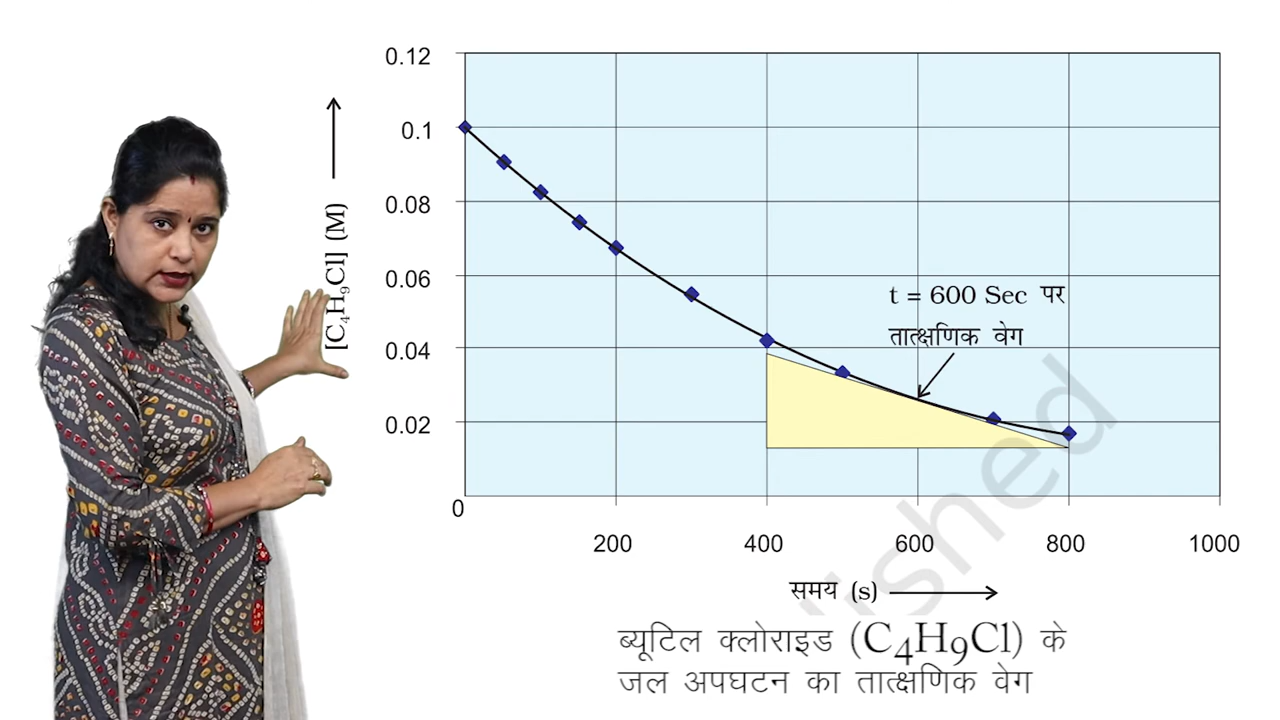 0.12
0.1
0.08
0.06
0.04
0.02
0
[C₄H₉Cl] (M)
t = 600 Sec पर
तात्क्षणिक वेग
200
400
600
800
1000
समय (s)
ब्यूटिल क्लोराइड (C₄H₉Cl) के
जल अपघटन का तात्क्षणिक वेग